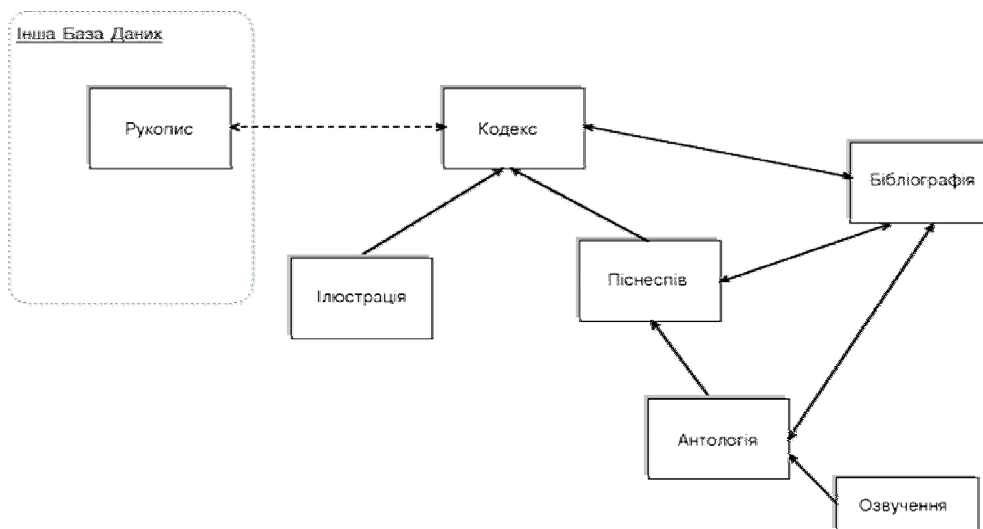 Інша База Даних
Рукопис
Кодекс
Бібліографія
Піснеспів
Ілюстрація
Антологія
Озвучення